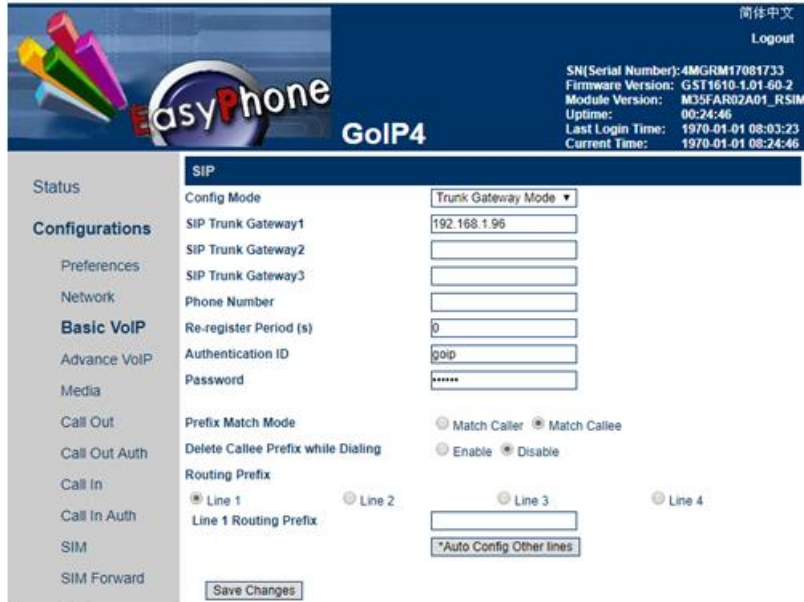 简体中文
Logout
EasyPhone
GoIP4
SN(Serial Number):4MGRM17081733
Firmware Version: GST1610-1.01-60-2
Module Version: M35FAR02A01_RSIM
Uptime: 00:24:46
Last Login Time: 1970-01-01 08:03:23
Current Time: 1970-01-01 08:24:46
Status
Configurations
Preferences
Network
Basic VoIP
Advance VoIP
Media
Call Out
Call Out Auth
Call In
Call In Auth
SIM
SIM Forward
SIP
Config Mode Trunk Gateway Mode
SIP Trunk Gateway1 192.168.1.96
SIP Trunk Gateway2
SIP Trunk Gateway3
Phone Number
Re-register Period (s) 0
Authentication ID goip
Password ••••••
Prefix Match Mode Match Caller Match Callee
Delete Callee Prefix while Dialing Enable Disable
Routing Prefix
Line 1 Line 2 Line 3 Line 4
Line 1 Routing Prefix
*Auto Config Other lines
Save Changes